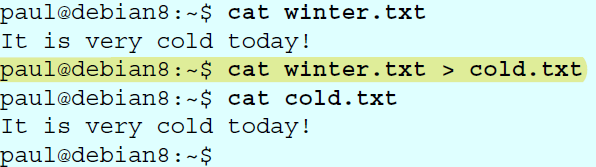 paul@debian8:~$ cat winter.txt
It is very cold today!
paul@debian8:~$ cat winter.txt > cold.txt
paul@debian8:~$ cat cold.txt
It is very cold today!
paul@debian8:~$